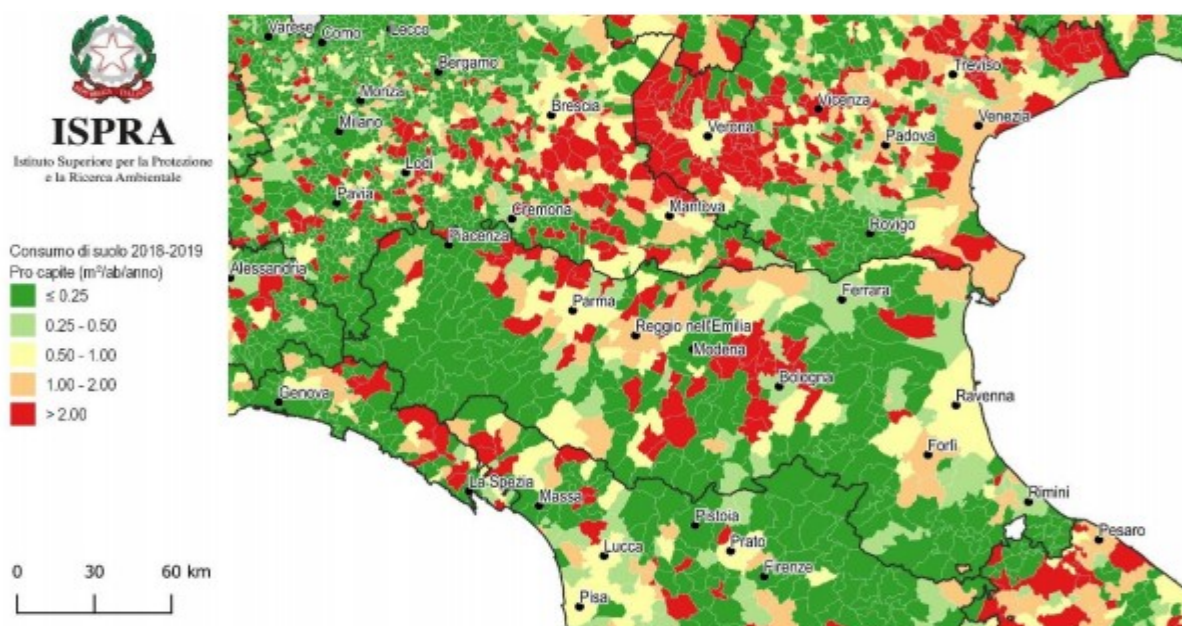 ISPRA
Istituto Superiore per la Protezione
e la Ricerca Ambientale
Consumo di suolo 2018-2019
Pro capite (m²/ab/anno)
≤ 0.25
0.25 - 0.50
0.50 - 1.00
1.00 - 2.00
> 2.00
0 30 60 km
Varese
Como
Lecco
Bergamo
Monza
Milano
Brescia
Lodi
Pavia
Cremona
Piacenza
Alessandria
Treviso
Vicenza
Venezia
Verona
Padova
Mantova
Rovigo
Ferrara
Parma
Reggio nell'Emilia
Modena
Bologna
Genova
Ravenna
Forlì
La Spezia
Massa
Rimini
Pistoia
Pesaro
Prato
Lucca
Firenze
Pisa